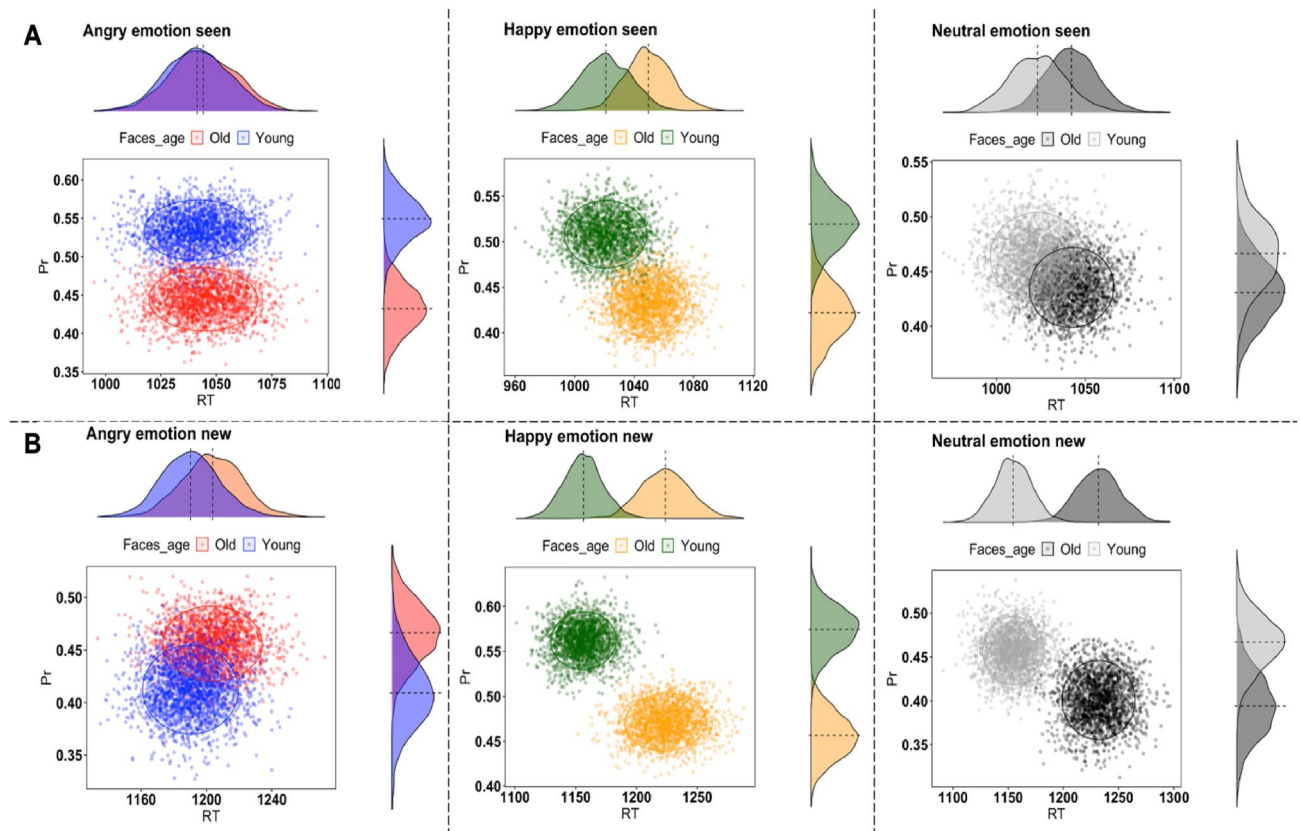 A
Angry emotion seen
Faces_age Old Young
0.60
0.55
0.50
0.45
0.40
0.35
Pr
1000 1025 1050 1075 1100
RT
Happy emotion seen
Faces_age Old Young
0.55
0.50
0.45
0.40
Pr
960 1000 1040 1080 1120
RT
Neutral emotion seen
Faces_age Old Young
0.55
0.50
0.45
0.40
Pr
1000 1050 1100
RT
B
Angry emotion new
Faces_age Old Young
0.50
0.45
0.40
0.35
Pr
1160 1200 1240
RT
Happy emotion new
Faces_age Old Young
0.60
0.55
0.50
0.45
0.40
Pr
1100 1150 1200 1250
RT
Neutral emotion new
Faces_age Old Young
0.50
0.45
0.40
0.35
Pr
1100 1150 1200 1250 1300
RT